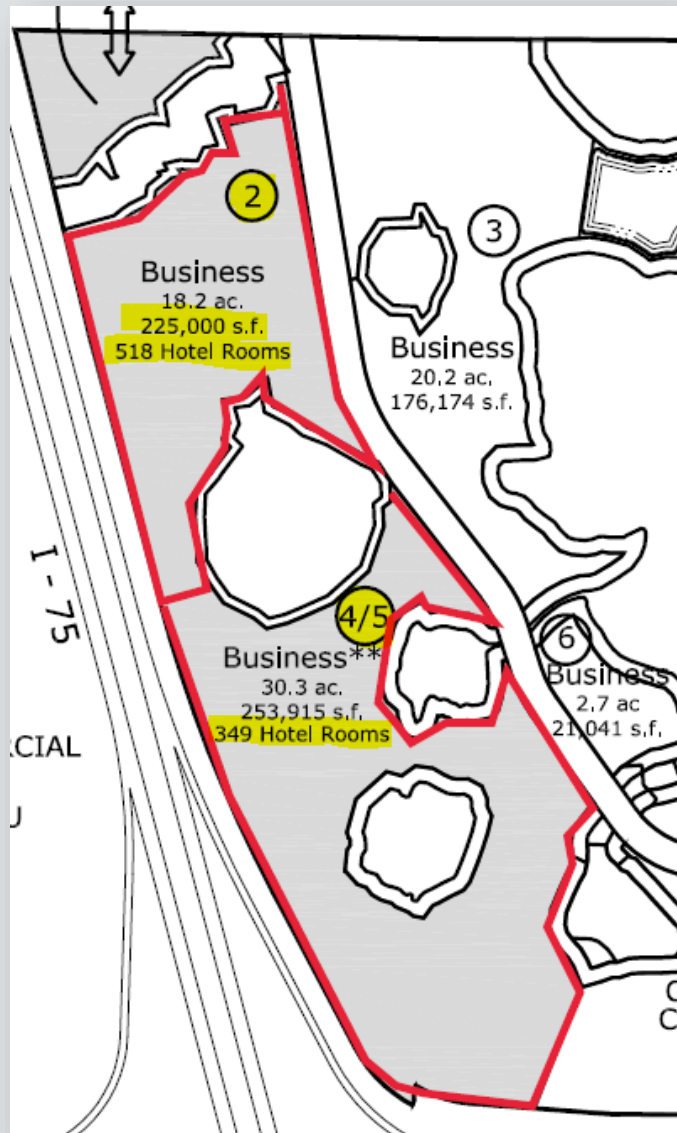 2
Business
18.2 ac.
225,000 s.f.
518 Hotel Rooms
3
Business
20.2 ac.
176,174 s.f.
I - 75
4/5
Business**
30.3 ac.
253,915 s.f.
349 Hotel Rooms
6
Business
2.7 ac
21,041 s.f.
CIAL